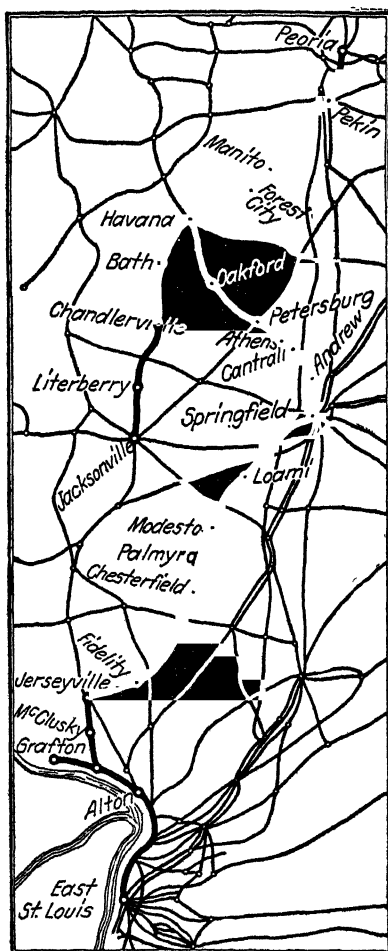 Peoria
Pekin
Manito
Forest
City
Havana
Bath
Oakford
Chandlerville
Petersburg
Athens
Cantrall
Andrew
Literberry
Springfield
Jacksonville
Loami
Modesto
Palmyra
Chesterfield
Fidelity
Jerseyville
McClusky
Grafton
Alton
East
St. Louis